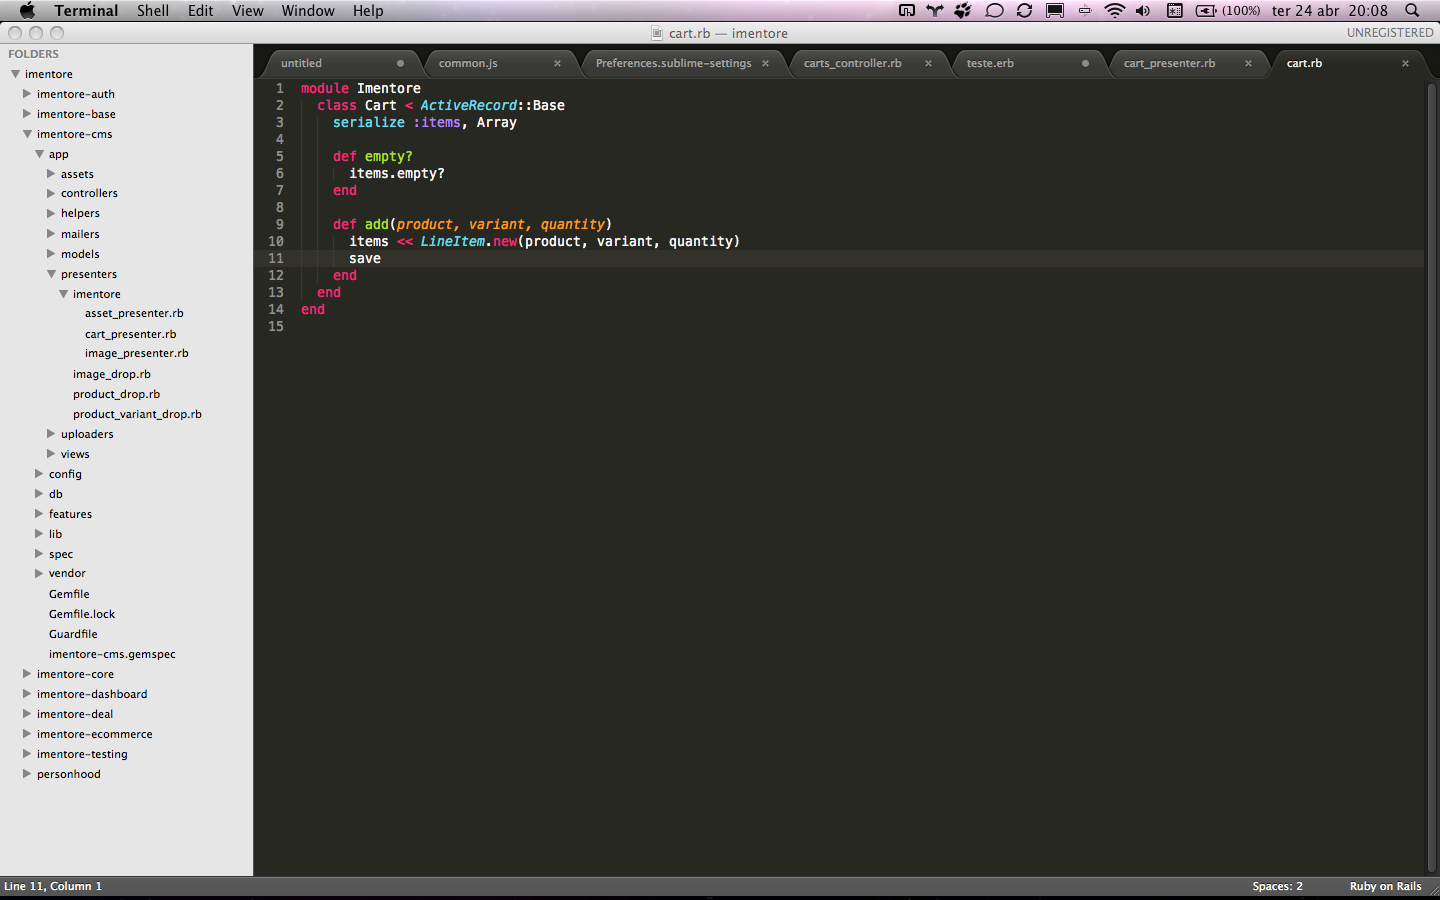 Terminal Shell Edit View Window Help (100%) ter 24 abr 20:08
cart.rb — imentore UNREGISTERED
FOLDERS
imentore
imentore-auth
imentore-base
imentore-cms
app
assets
controllers
helpers
mailers
models
presenters
imentore
asset_presenter.rb
cart_presenter.rb
image_presenter.rb
image_drop.rb
product_drop.rb
product_variant_drop.rb
uploaders
views
config
db
features
lib
spec
vendor
Gemfile
Gemfile.lock
Guardfile
imentore-cms.gemspec
imentore-core
imentore-dashboard
imentore-deal
imentore-ecommerce
imentore-testing
personhood
untitled common.js Preferences.sublime-settings carts_controller.rb teste.erb cart_presenter.rb cart.rb
1 module Imentore
2 class Cart < ActiveRecord::Base
3 serialize :items, Array
4
5 def empty?
6 items.empty?
7 end
8
9 def add(product, variant, quantity)
10 items << LineItem.new(product, variant, quantity)
11 save
12 end
13 end
14 end
15
Line 11, Column 1 Spaces: 2 Ruby on Rails